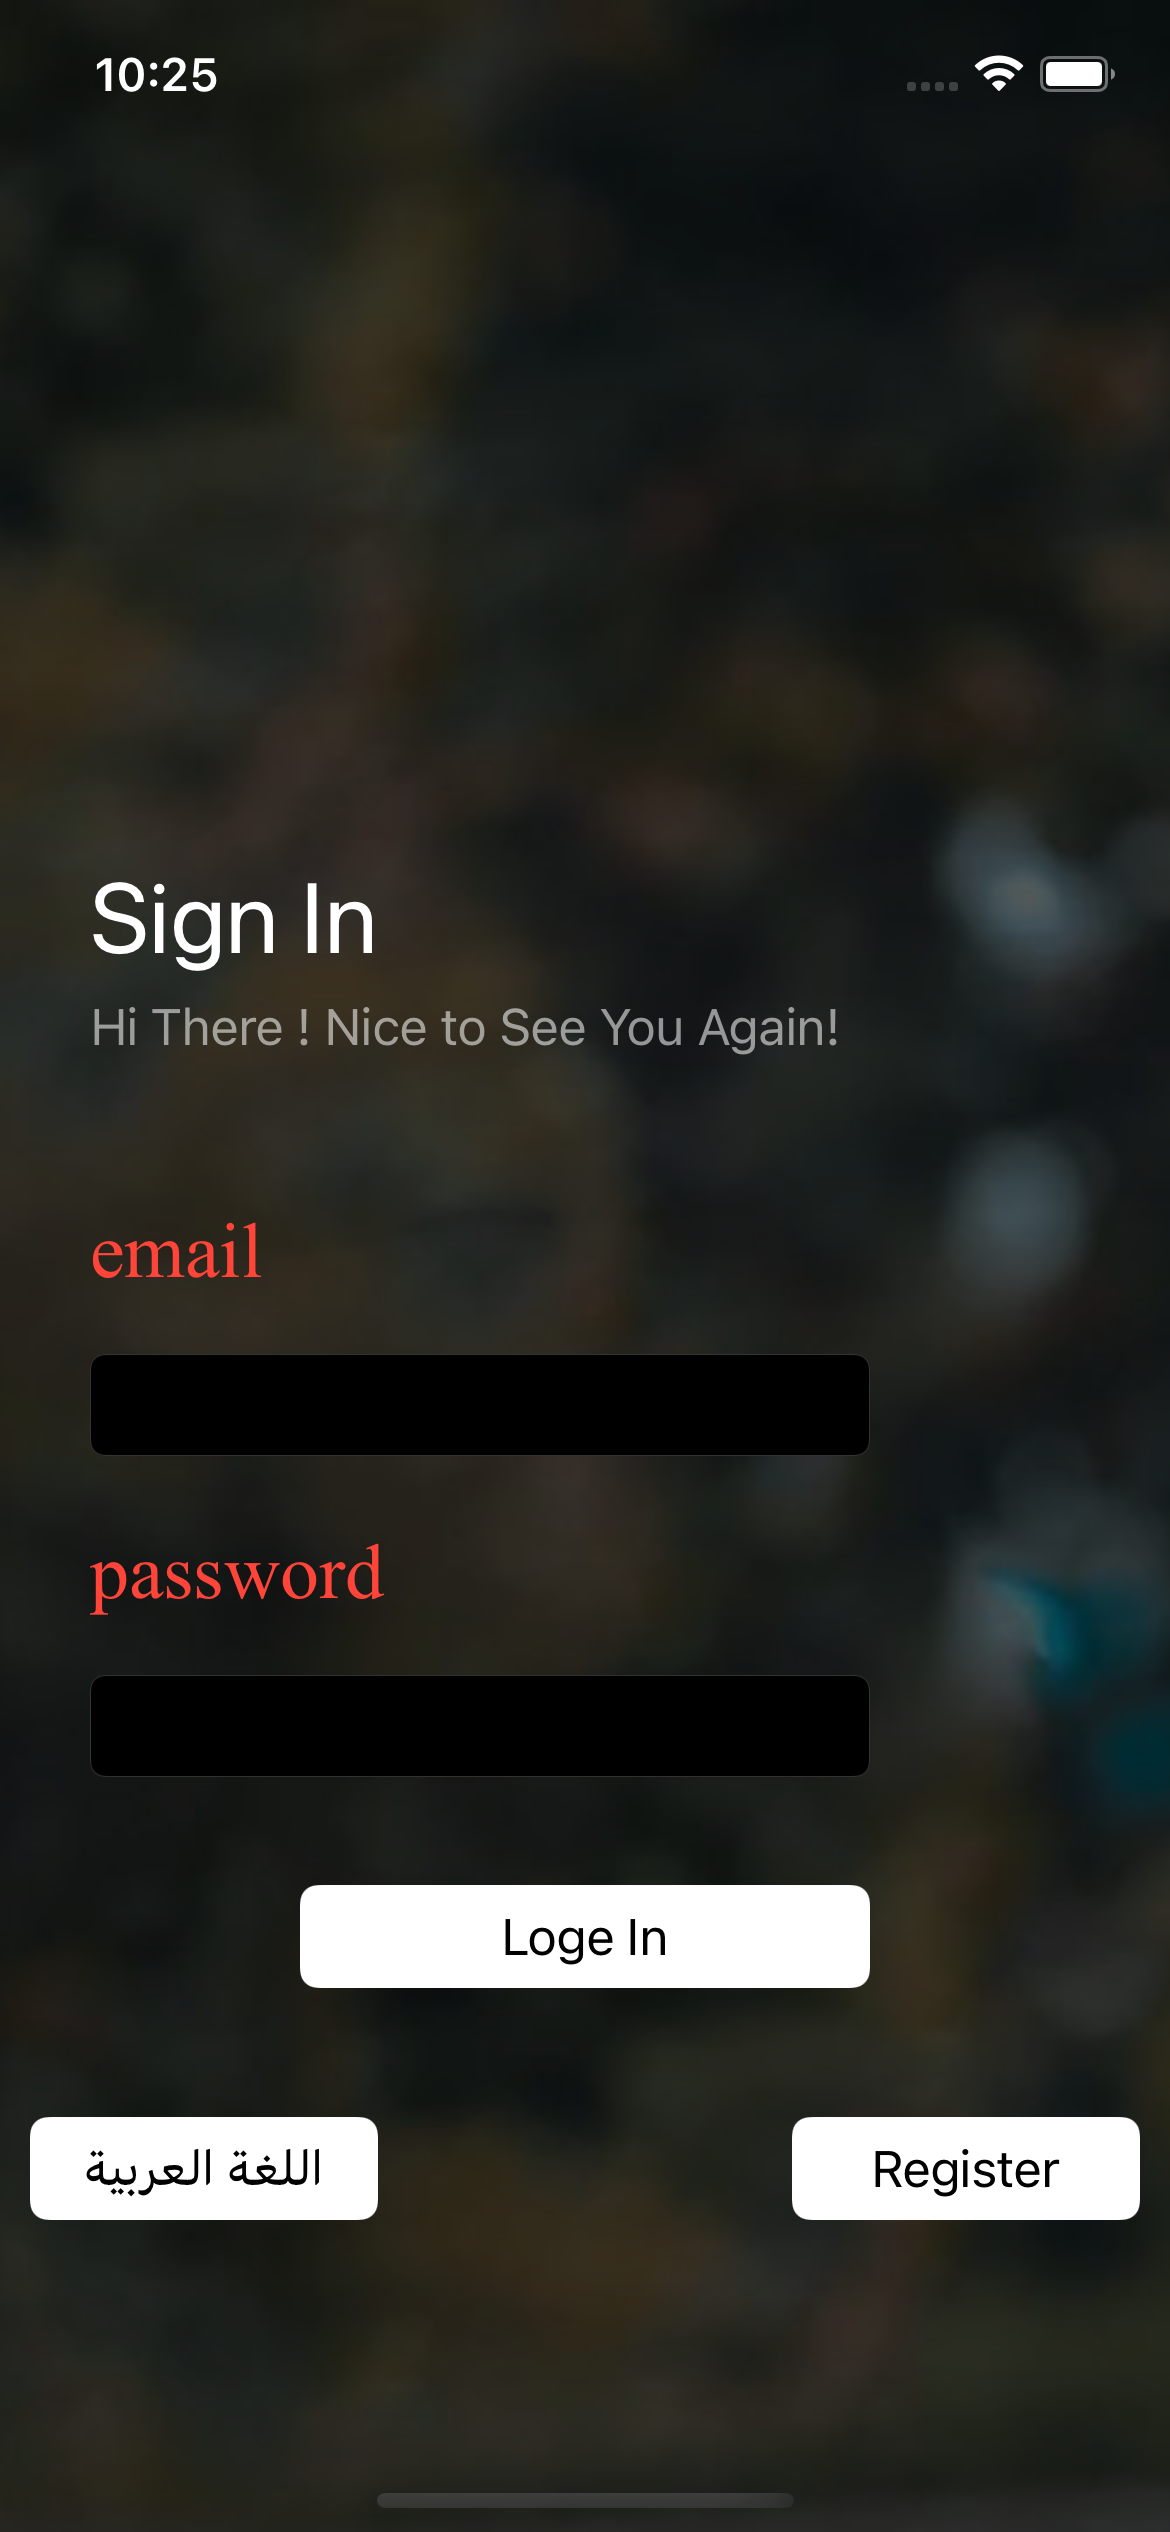 10:25
Sign In
Hi There ! Nice to See You Again!
email
password
Loge In
اللغة العربية
Register